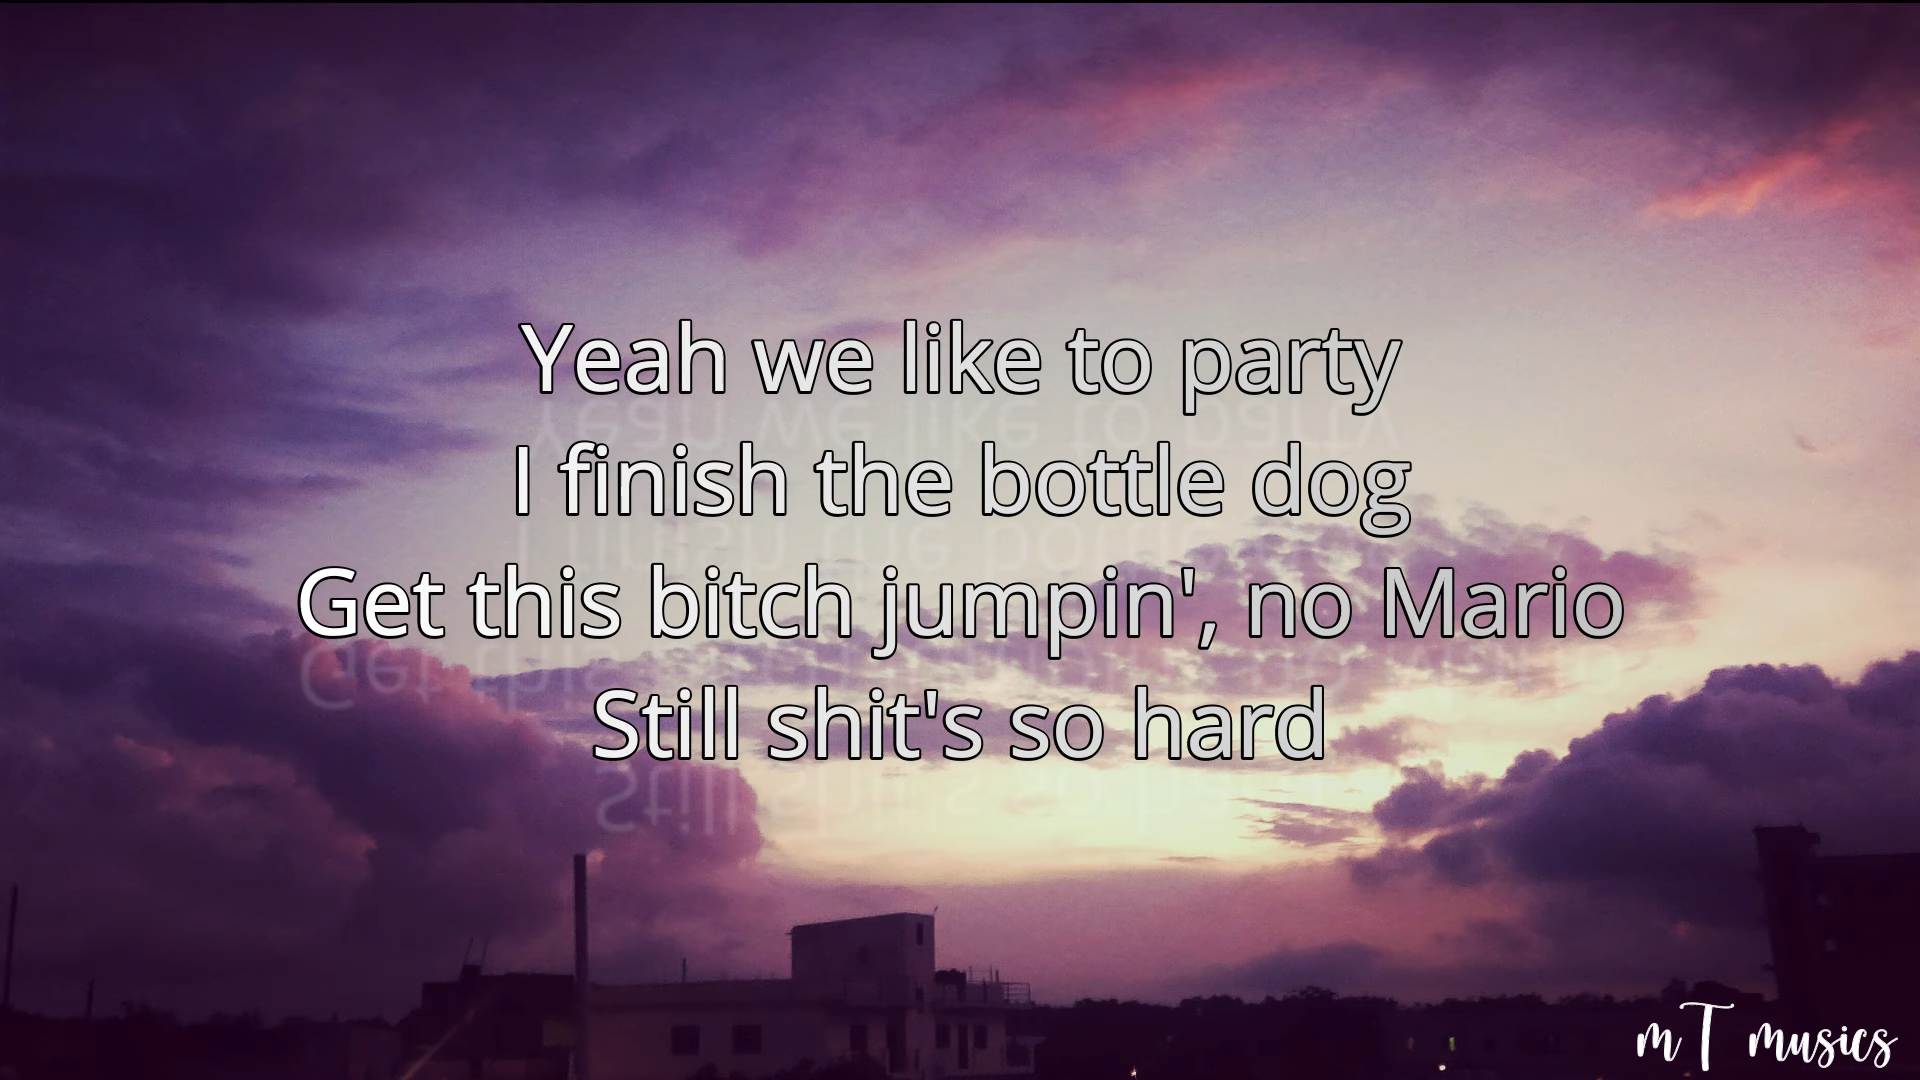 Yeah we like to party
I finish the bottle dog
Get this bitch jumpin', no Mario
Still shit's so hard
mT musics